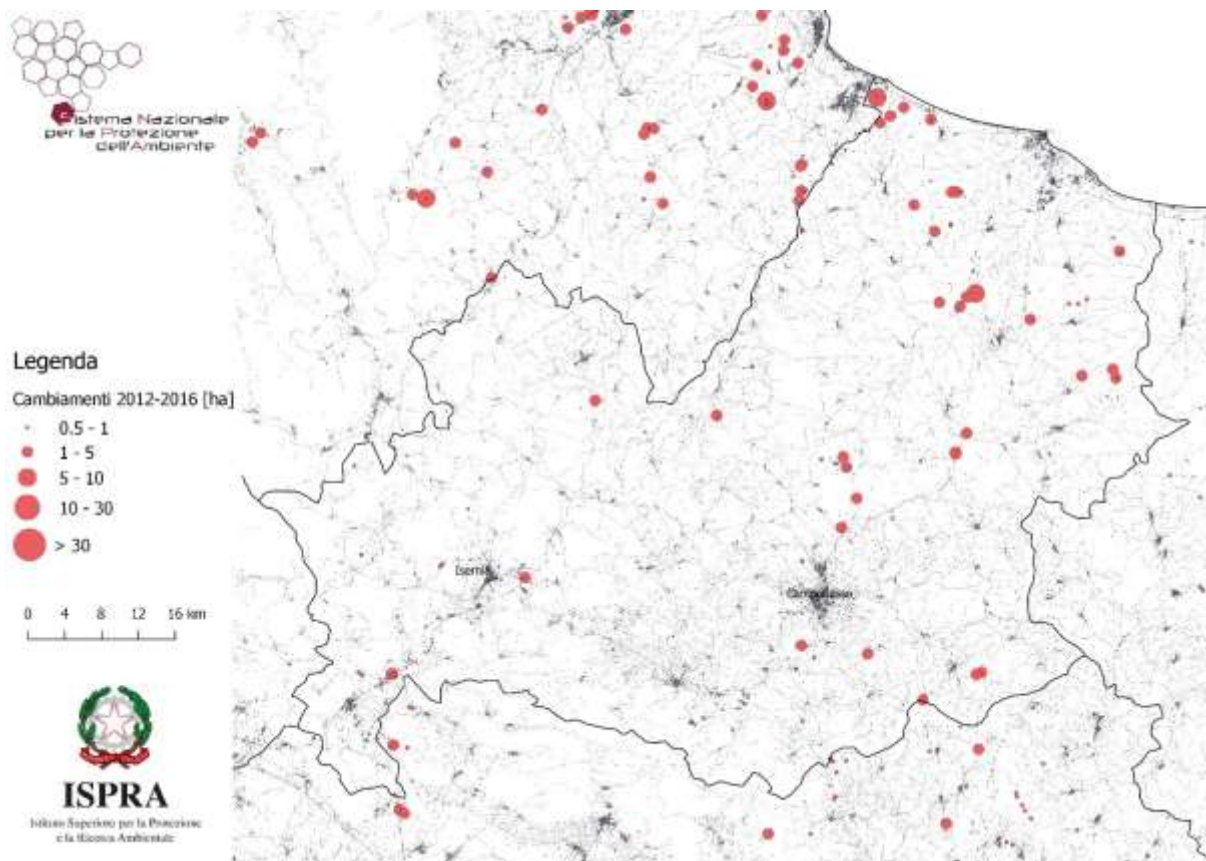 Sistema Nazionale
per la Protezione
dell'Ambiente
Legenda
Cambiamenti 2012-2016 [ha]
0.5 - 1
1 - 5
5 - 10
10 - 30
> 30
Isernia
Campobasso
0 4 8 12 16 km
ISPRA
Istituto Superiore per la Protezione
e la Ricerca Ambientale